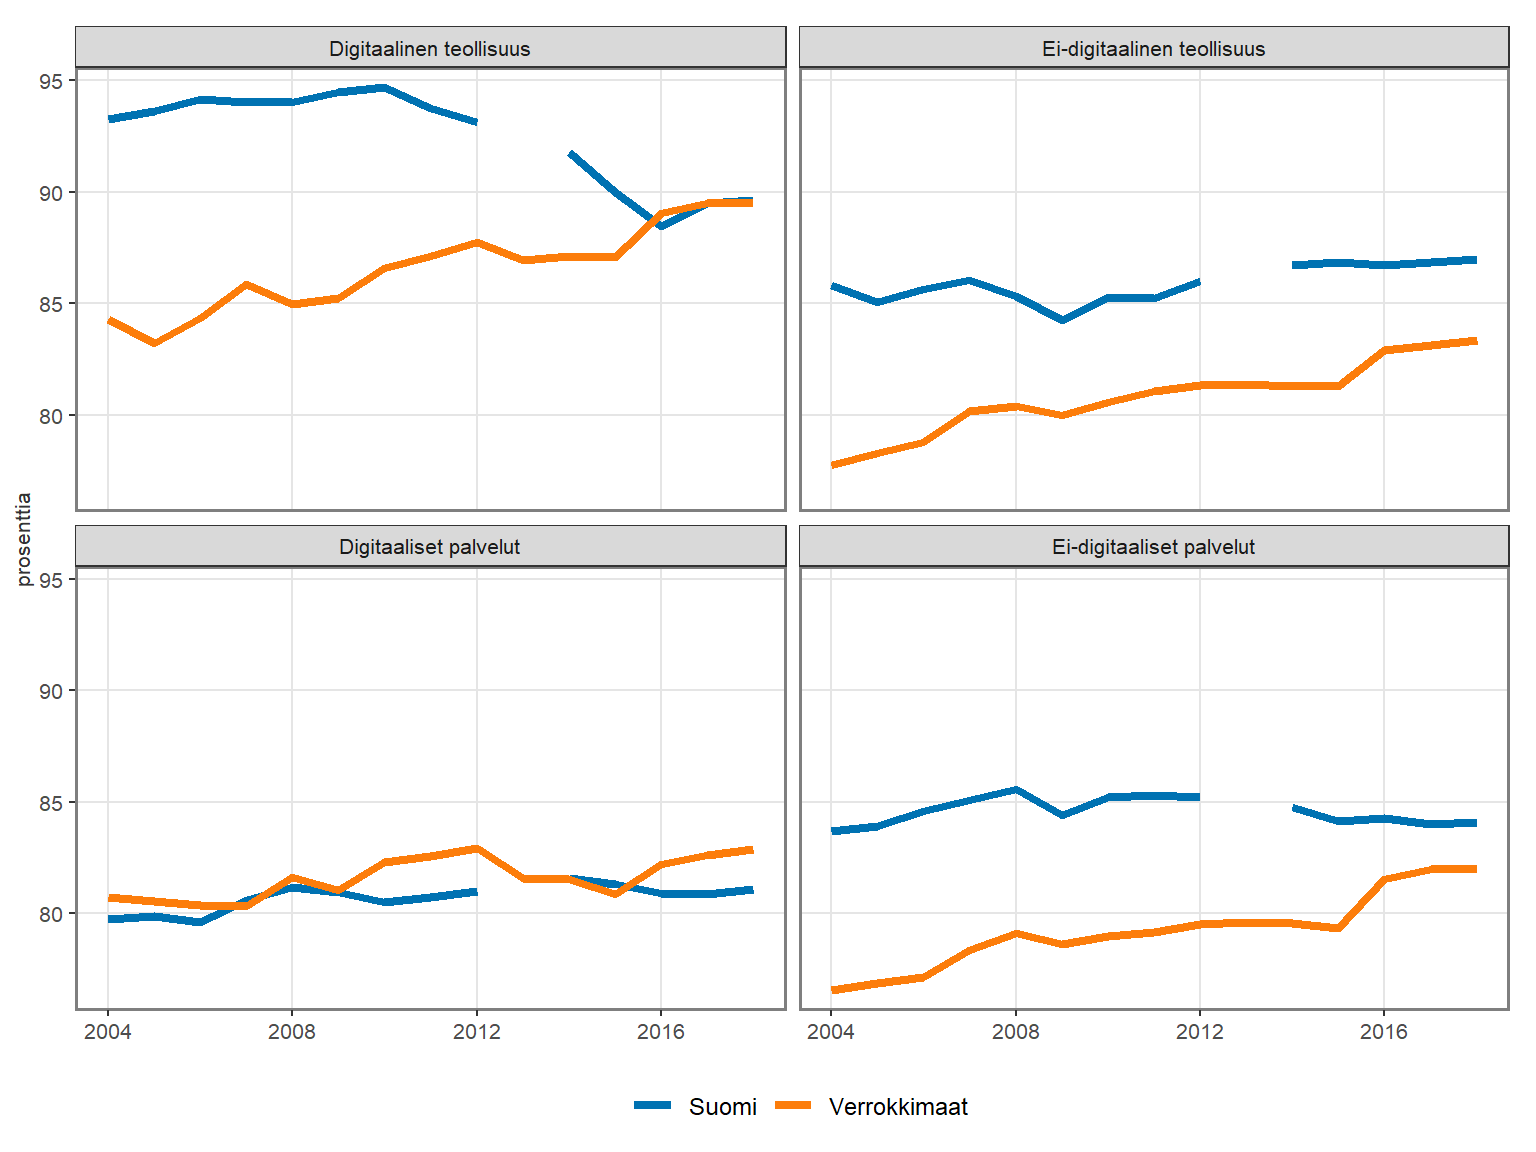 Digitaalinen teollisuus
Ei-digitaalinen teollisuus
95
90
85
80
prosenttia
Digitaaliset palvelut
Ei-digitaaliset palvelut
95
90
85
80
2004 2008 2012 2016
2004 2008 2012 2016
Suomi Verrokkimaat